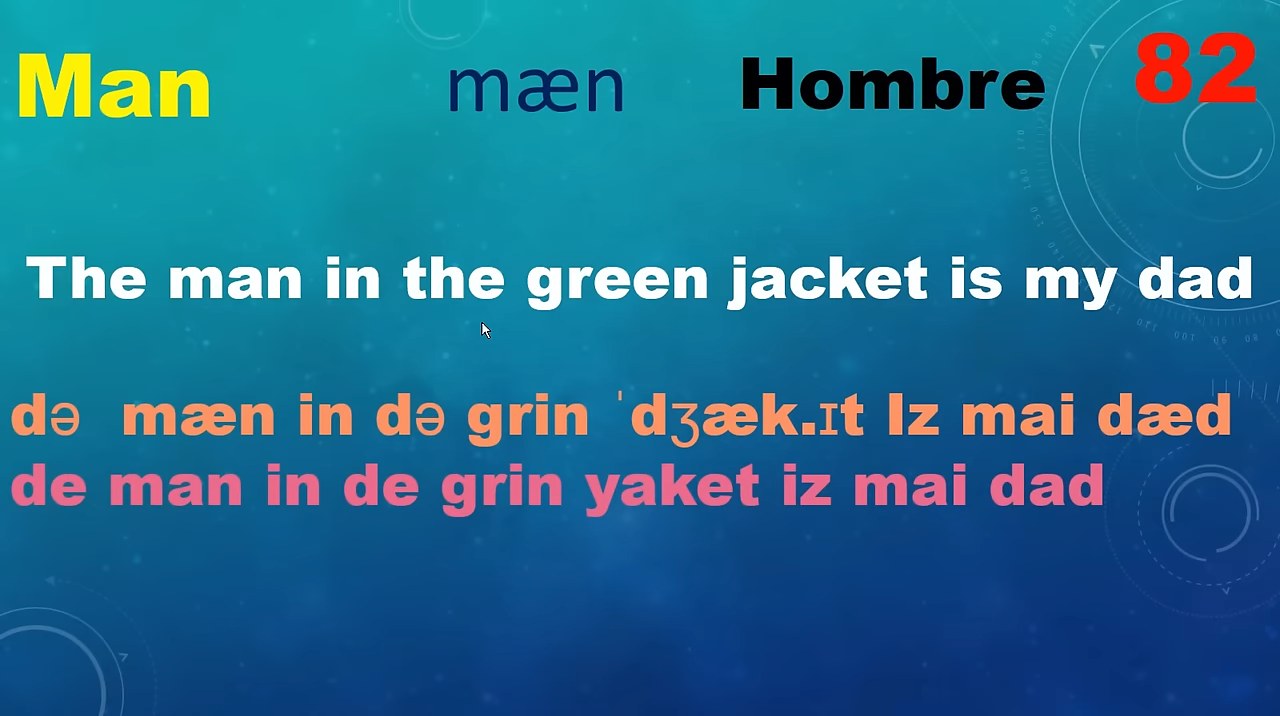 Man mæn Hombre 82
The man in the green jacket is my dad
də mæn in də grin ˈdʒæk.ɪt Iz mai dæd
de man in de grin yaket iz mai dad